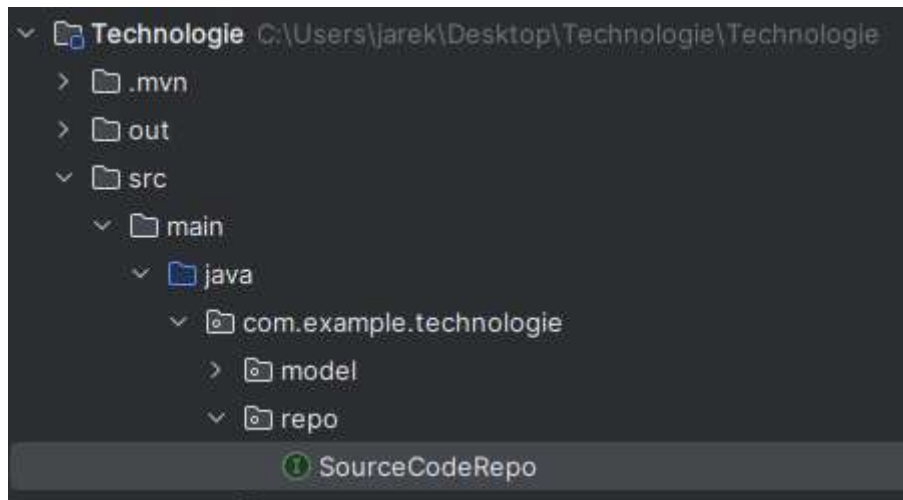 Technologie C:\Users\jarek\Desktop\Technologie\Technologie
.mvn
out
src
main
java
com.example.technologie
model
repo
SourceCodeRepo